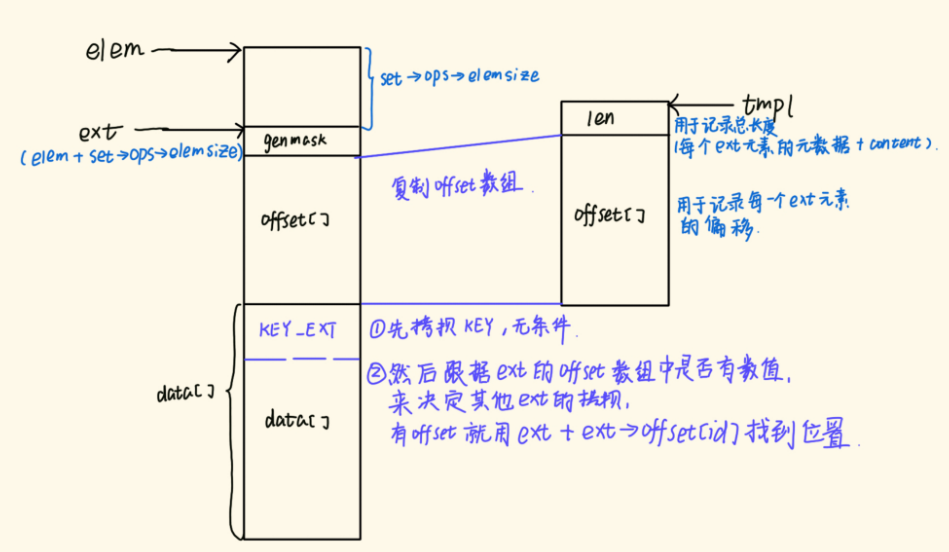 elem
set→ops→elemsize
ext
(elem + set→ops→elemsize)
genmask
offset[]
复制offset数组.
tmpl
len
用于记录总长度
(每个ext元素的元数据 + content).
offset[]
用于记录每一个ext元素
的偏移.
data[]
KEY_EXT
①先拷贝KEY,无条件.
data[]
②然后跟据ext的offset数组中是否有数值,
来决定其他ext的拷贝,
有offset就用ext + ext→offset[id]找到位置.